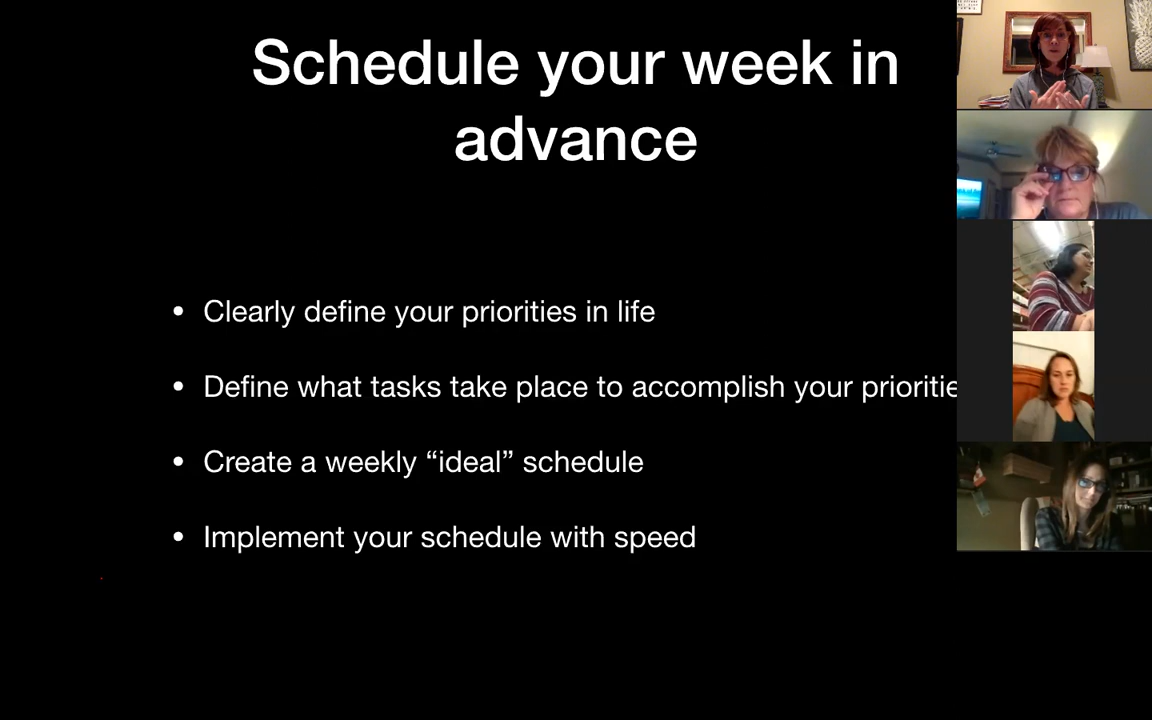 Schedule your week in
advance
• Clearly define your priorities in life
• Define what tasks take place to accomplish your prioritie
• Create a weekly “ideal” schedule
• Implement your schedule with speed